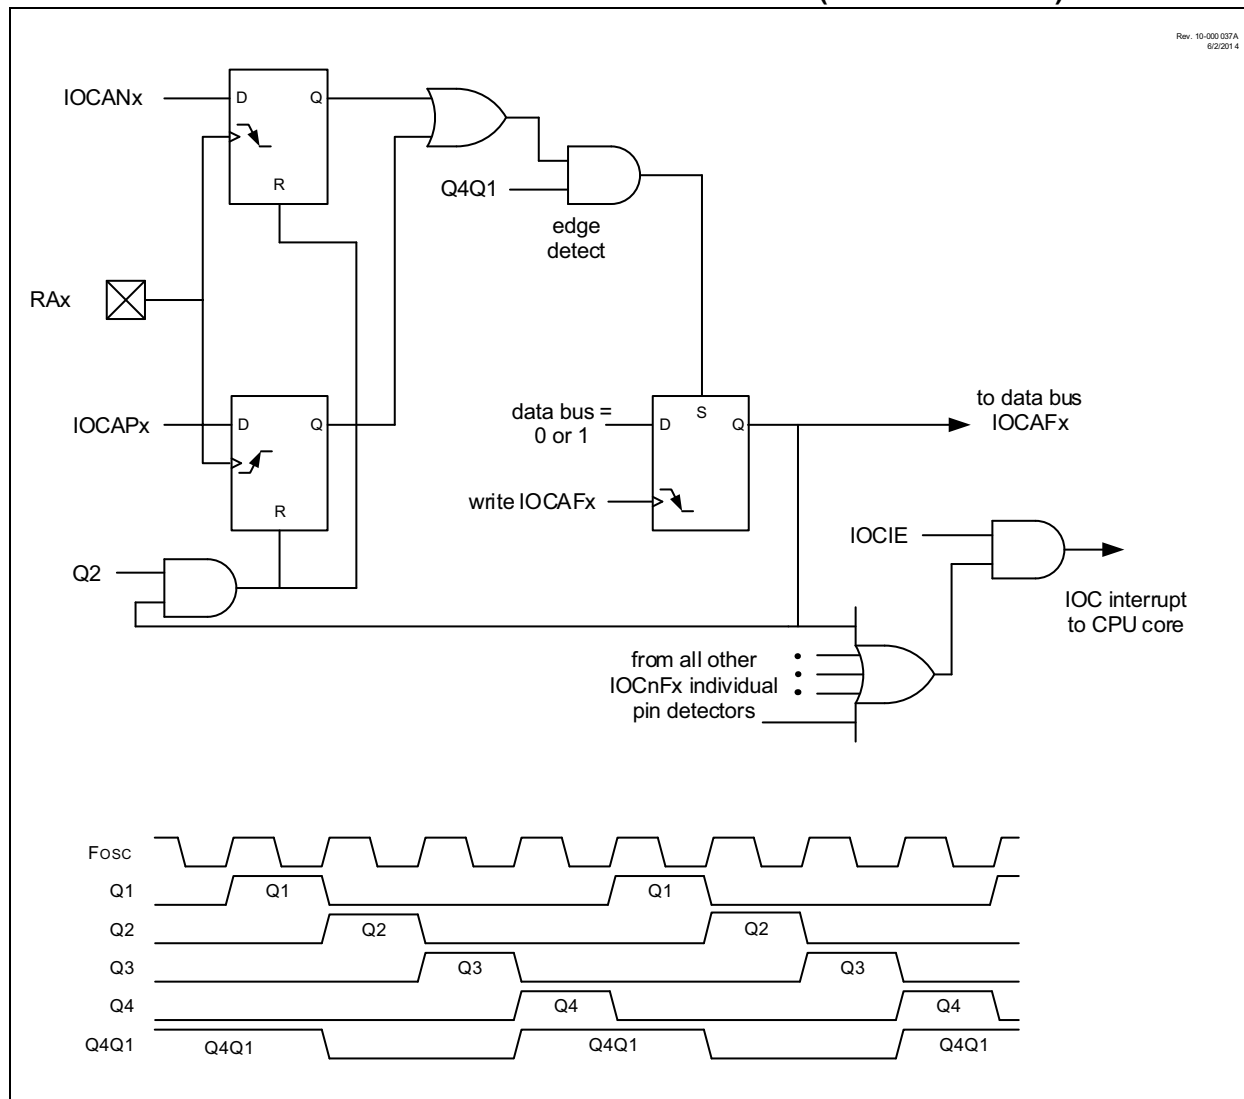 Rev. 10-000 037A
6/2/201 4
IOCANx
D
Q
R
Q4Q1
edge
detect
RAx
IOCAPx
D
Q
R
data bus =
0 or 1
S
D
Q
write IOCAFx
to data bus
IOCAFx
IOCIE
Q2
IOC interrupt
to CPU core
from all other
IOCnFx individual
pin detectors
FOSC
Q1
Q1
Q1
Q2
Q2
Q2
Q3
Q3
Q3
Q4
Q4
Q4
Q4Q1
Q4Q1
Q4Q1
Q4Q1